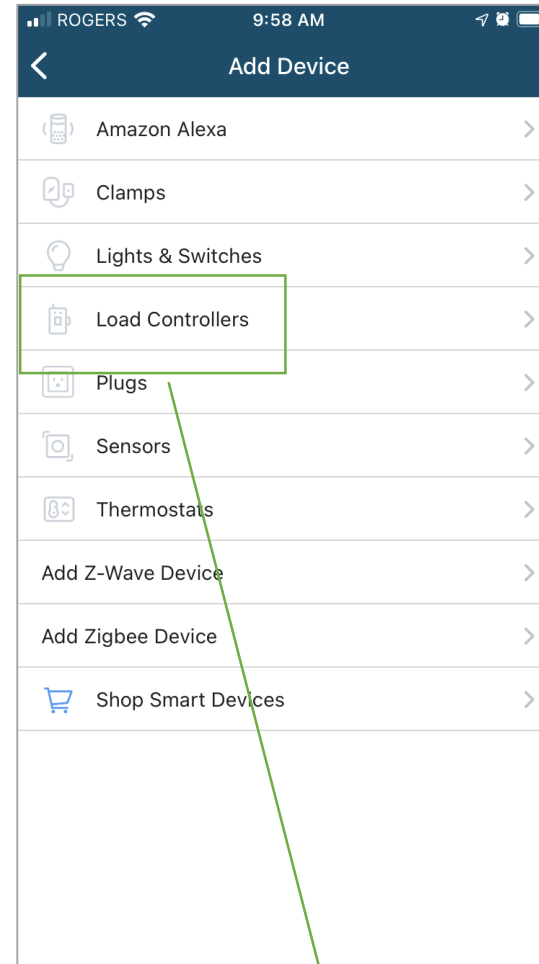 ROGERS 9:58 AM
Add Device
Amazon Alexa
Clamps
Lights & Switches
Load Controllers
Plugs
Sensors
Thermostats
Add Z-Wave Device
Add Zigbee Device
Shop Smart Devices